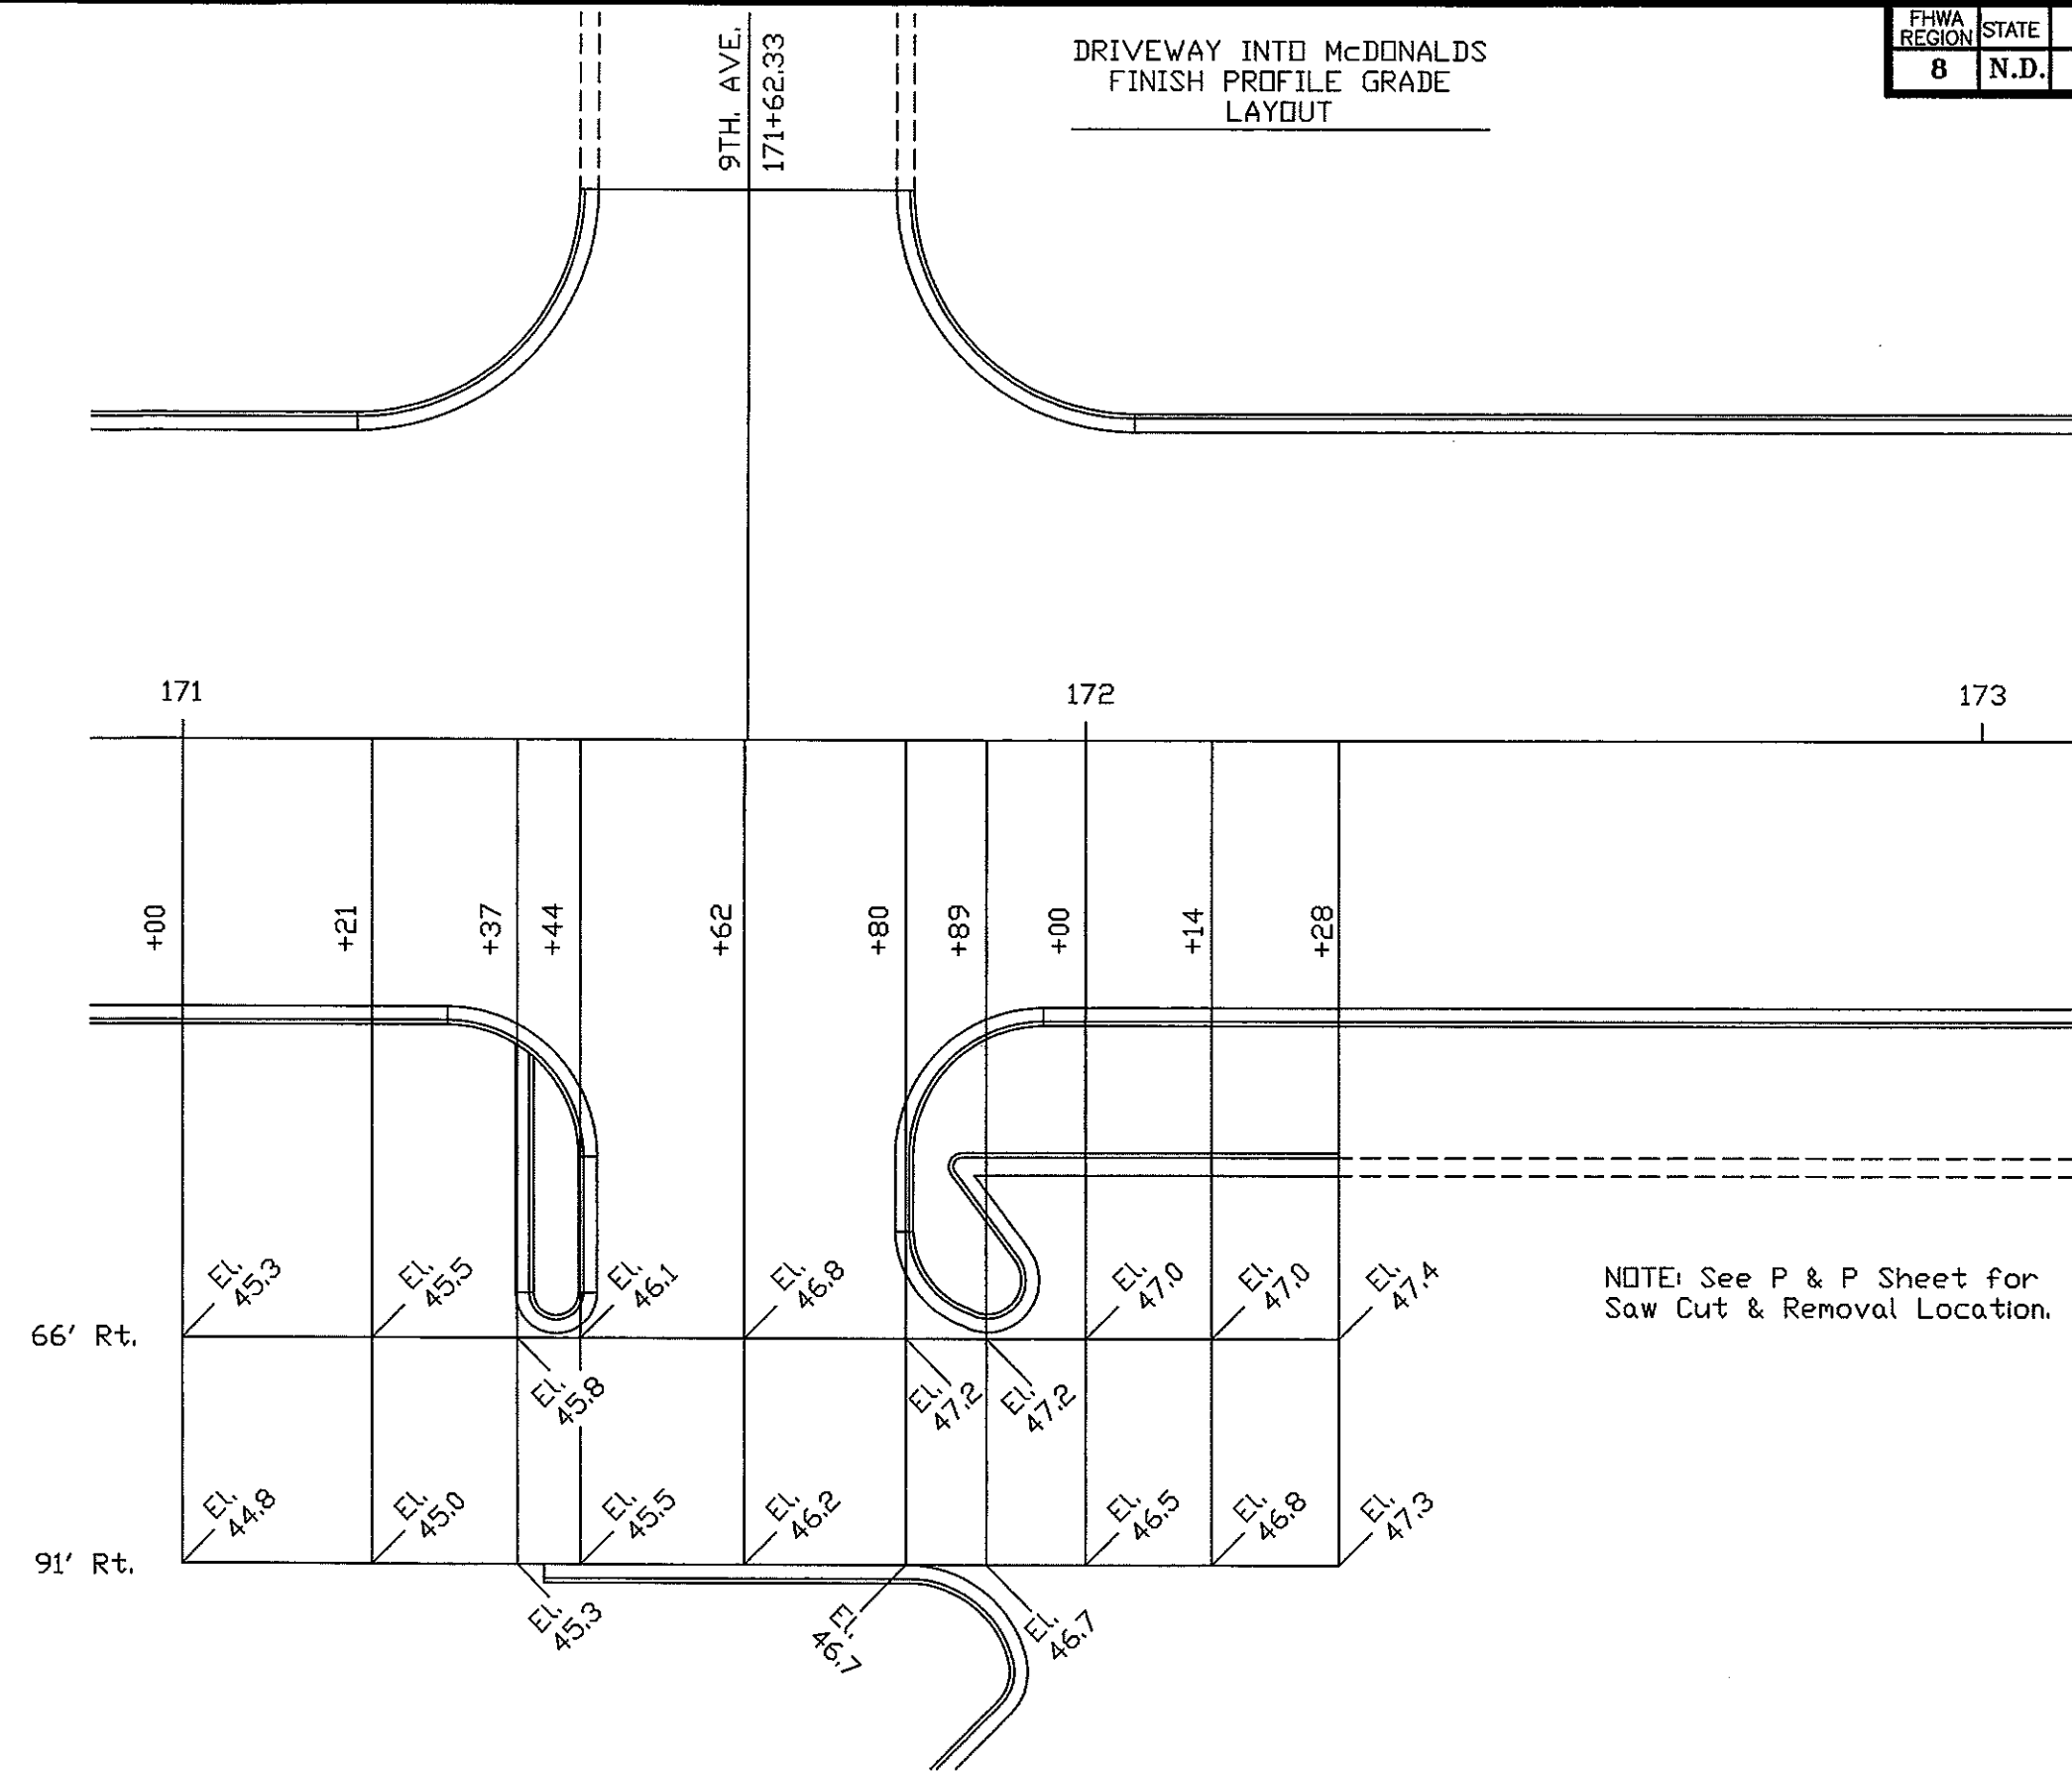 FHWA REGION
STATE
8
N.D.
DRIVEWAY INTO McDONALDS
FINISH PROFILE GRADE
LAYOUT
9TH. AVE.
171+62.33
171
172
173
+00
+21
+37
+44
+62
+80
+89
+00
+14
+28
El. 45.3
El. 45.5
El. 46.1
El. 46.8
El. 47.0
El. 47.0
El. 47.4
NOTE: See P & P Sheet for
Saw Cut & Removal Location.
66' Rt.
El. 45.8
El. 47.2
El. 47.2
El. 44.8
El. 45.0
El. 45.5
El. 46.2
El. 46.5
El. 46.8
El. 47.3
91' Rt.
El. 45.3
El. 46.7
El. 46.7